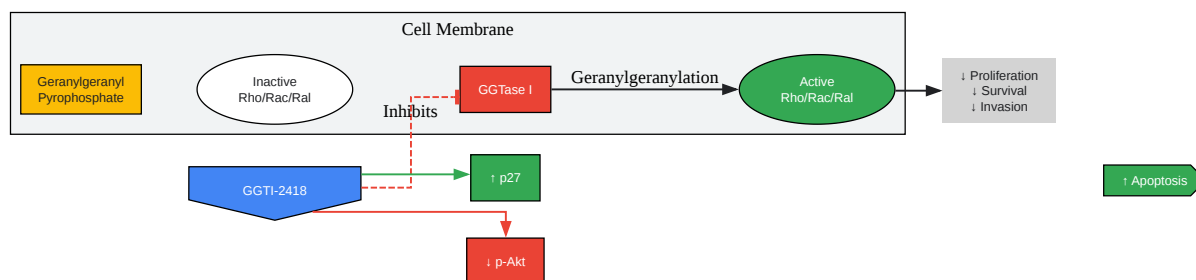 Cell Membrane
Geranylgeranyl
Pyrophosphate
Inactive
Rho/Rac/Ral
GGTase I
Geranylgeranylation
Active
Rho/Rac/Ral
↓ Proliferation
↓ Survival
↓ Invasion
Inhibits
GGTI-2418
↑ p27
↑ Apoptosis
↓ p-Akt